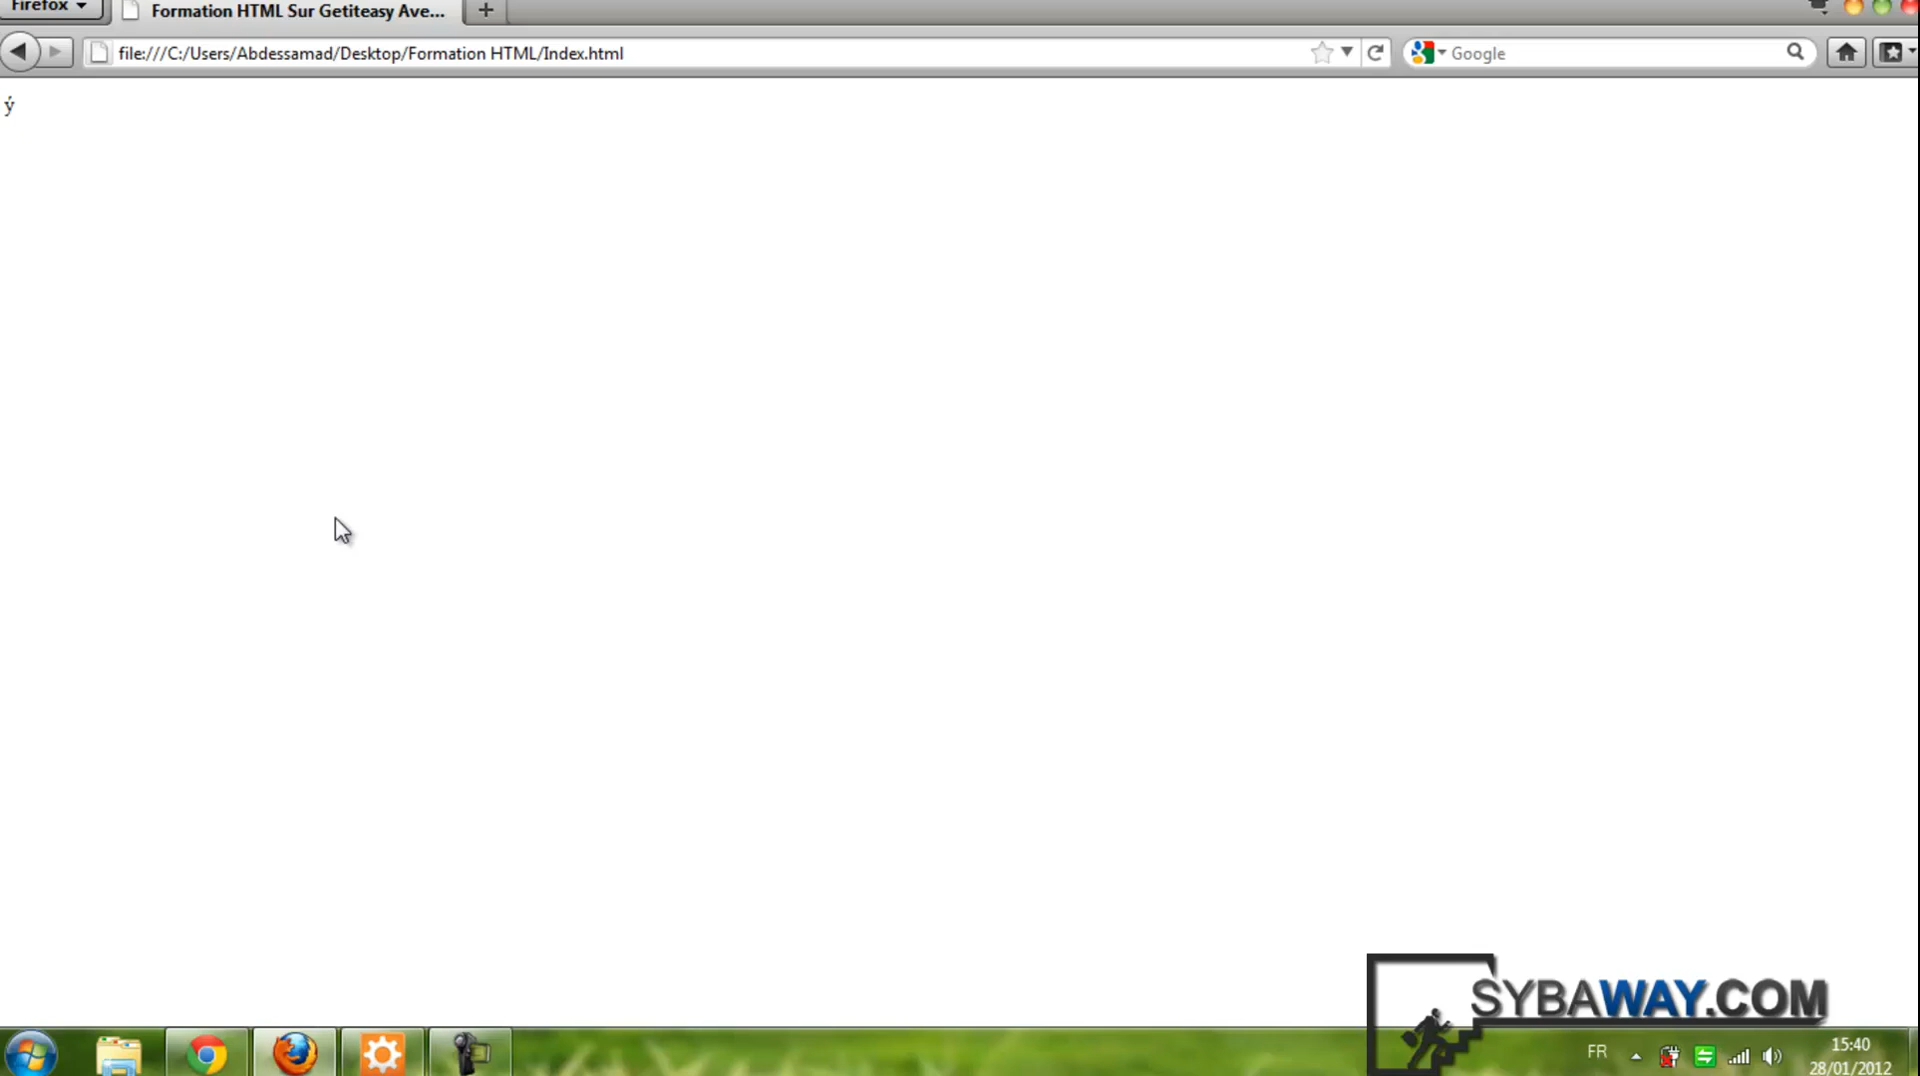 Firefox
Formation HTML Sur Getiteasy Ave...
file:///C:/Users/Abdessamad/Desktop/Formation HTML/Index.html
Google
ý
SYBAWAY.COM
FR
15:40
28/01/2012